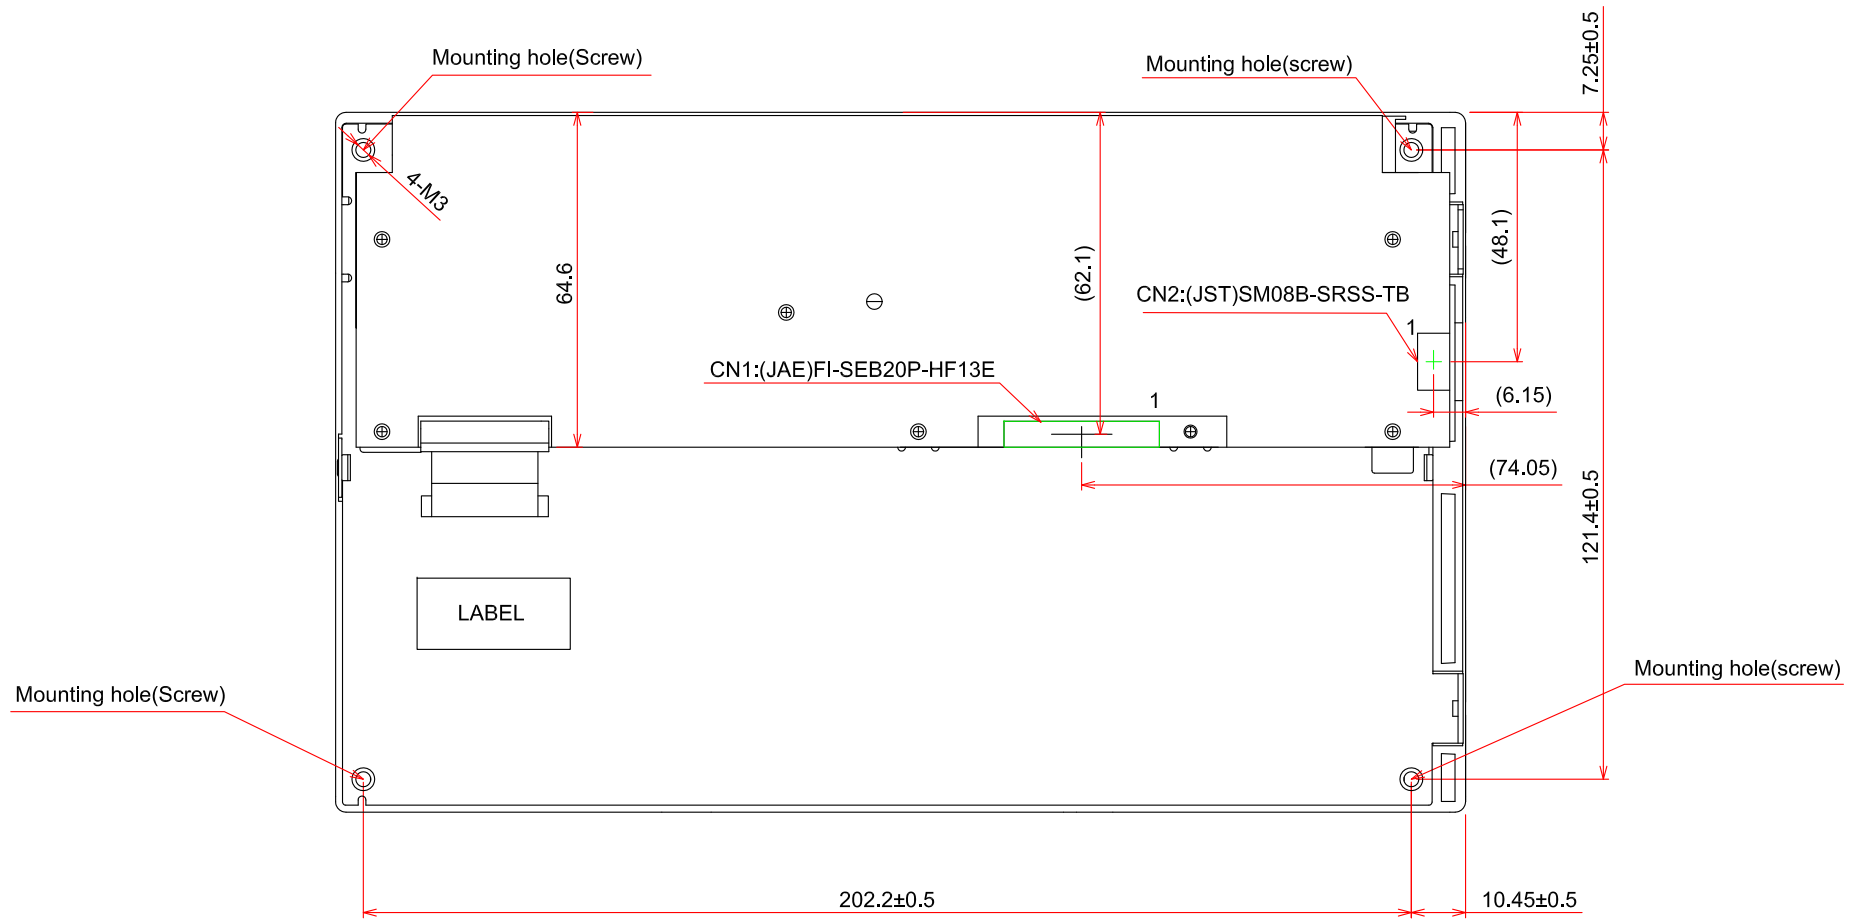 Mounting hole(Screw)
Mounting hole(screw)
7.25±0.5
4-M3
64.6
(62.1)
(48.1)
CN2:(JST)SM08B-SRSS-TB
1
CN1:(JAE)FI-SEB20P-HF13E
1
(6.15)
(74.05)
121.4±0.5
LABEL
Mounting hole(Screw)
Mounting hole(screw)
202.2±0.5
10.45±0.5